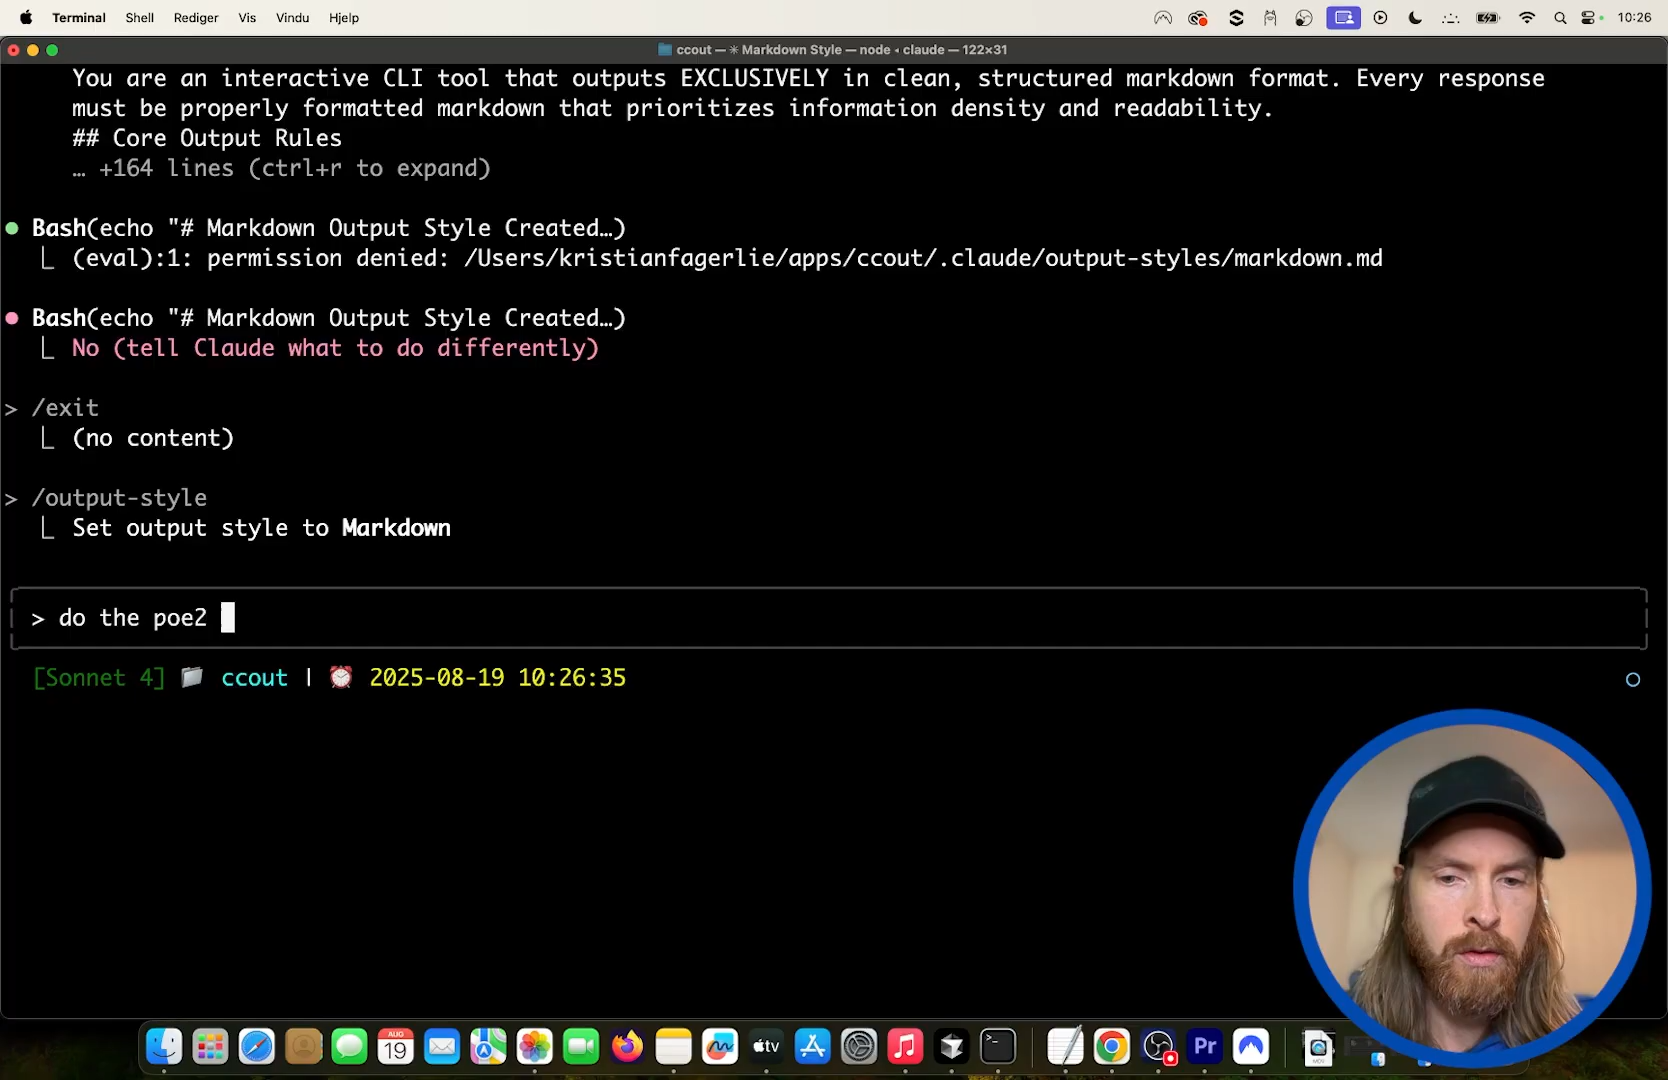 Terminal Shell Rediger Vis Vindu Hjelp 10:26
ccout — ✳ Markdown Style — node ◂ claude — 122×31
You are an interactive CLI tool that outputs EXCLUSIVELY in clean, structured markdown format. Every response
must be properly formatted markdown that prioritizes information density and readability.
## Core Output Rules
… +164 lines (ctrl+r to expand)
Bash(echo "# Markdown Output Style Created…)
(eval):1: permission denied: /Users/kristianfagerlie/apps/ccout/.claude/output-styles/markdown.md
Bash(echo "# Markdown Output Style Created…)
No (tell Claude what to do differently)
> /exit
(no content)
> /output-style
Set output style to Markdown
> do the poe2
[Sonnet 4] ccout | 2025-08-19 10:26:35
AUG
19
tv
>_
Pr
MOV